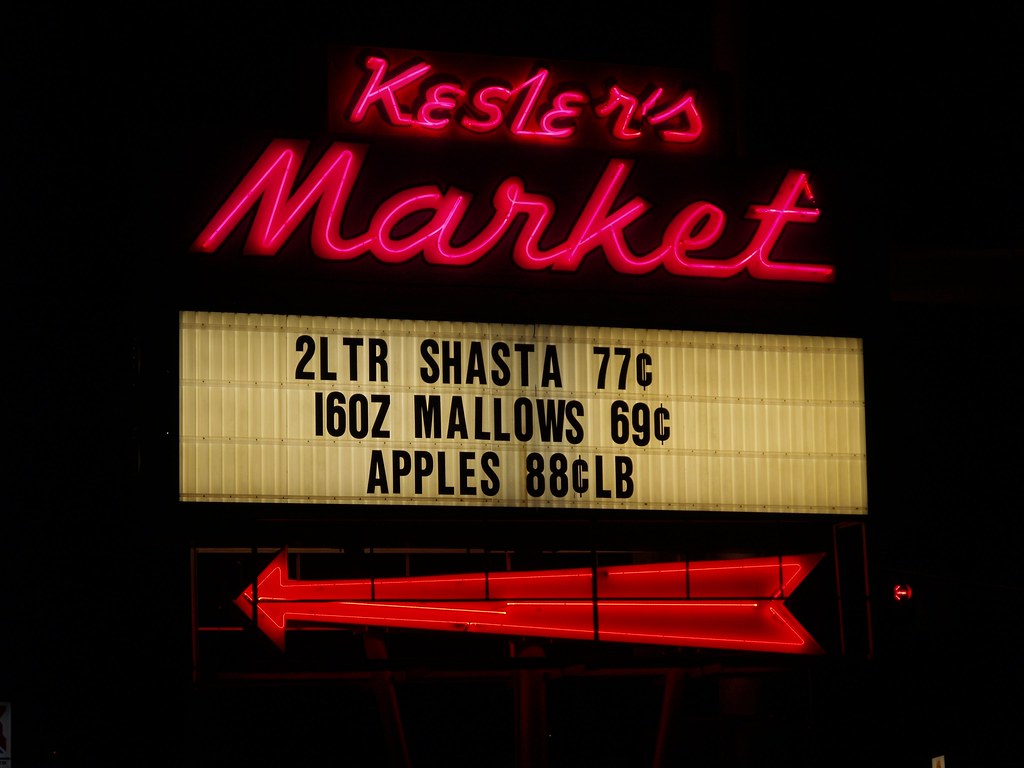 Kesler's
Market
2LTR SHASTA 77¢
16OZ MALLOWS 69¢
APPLES 88¢LB